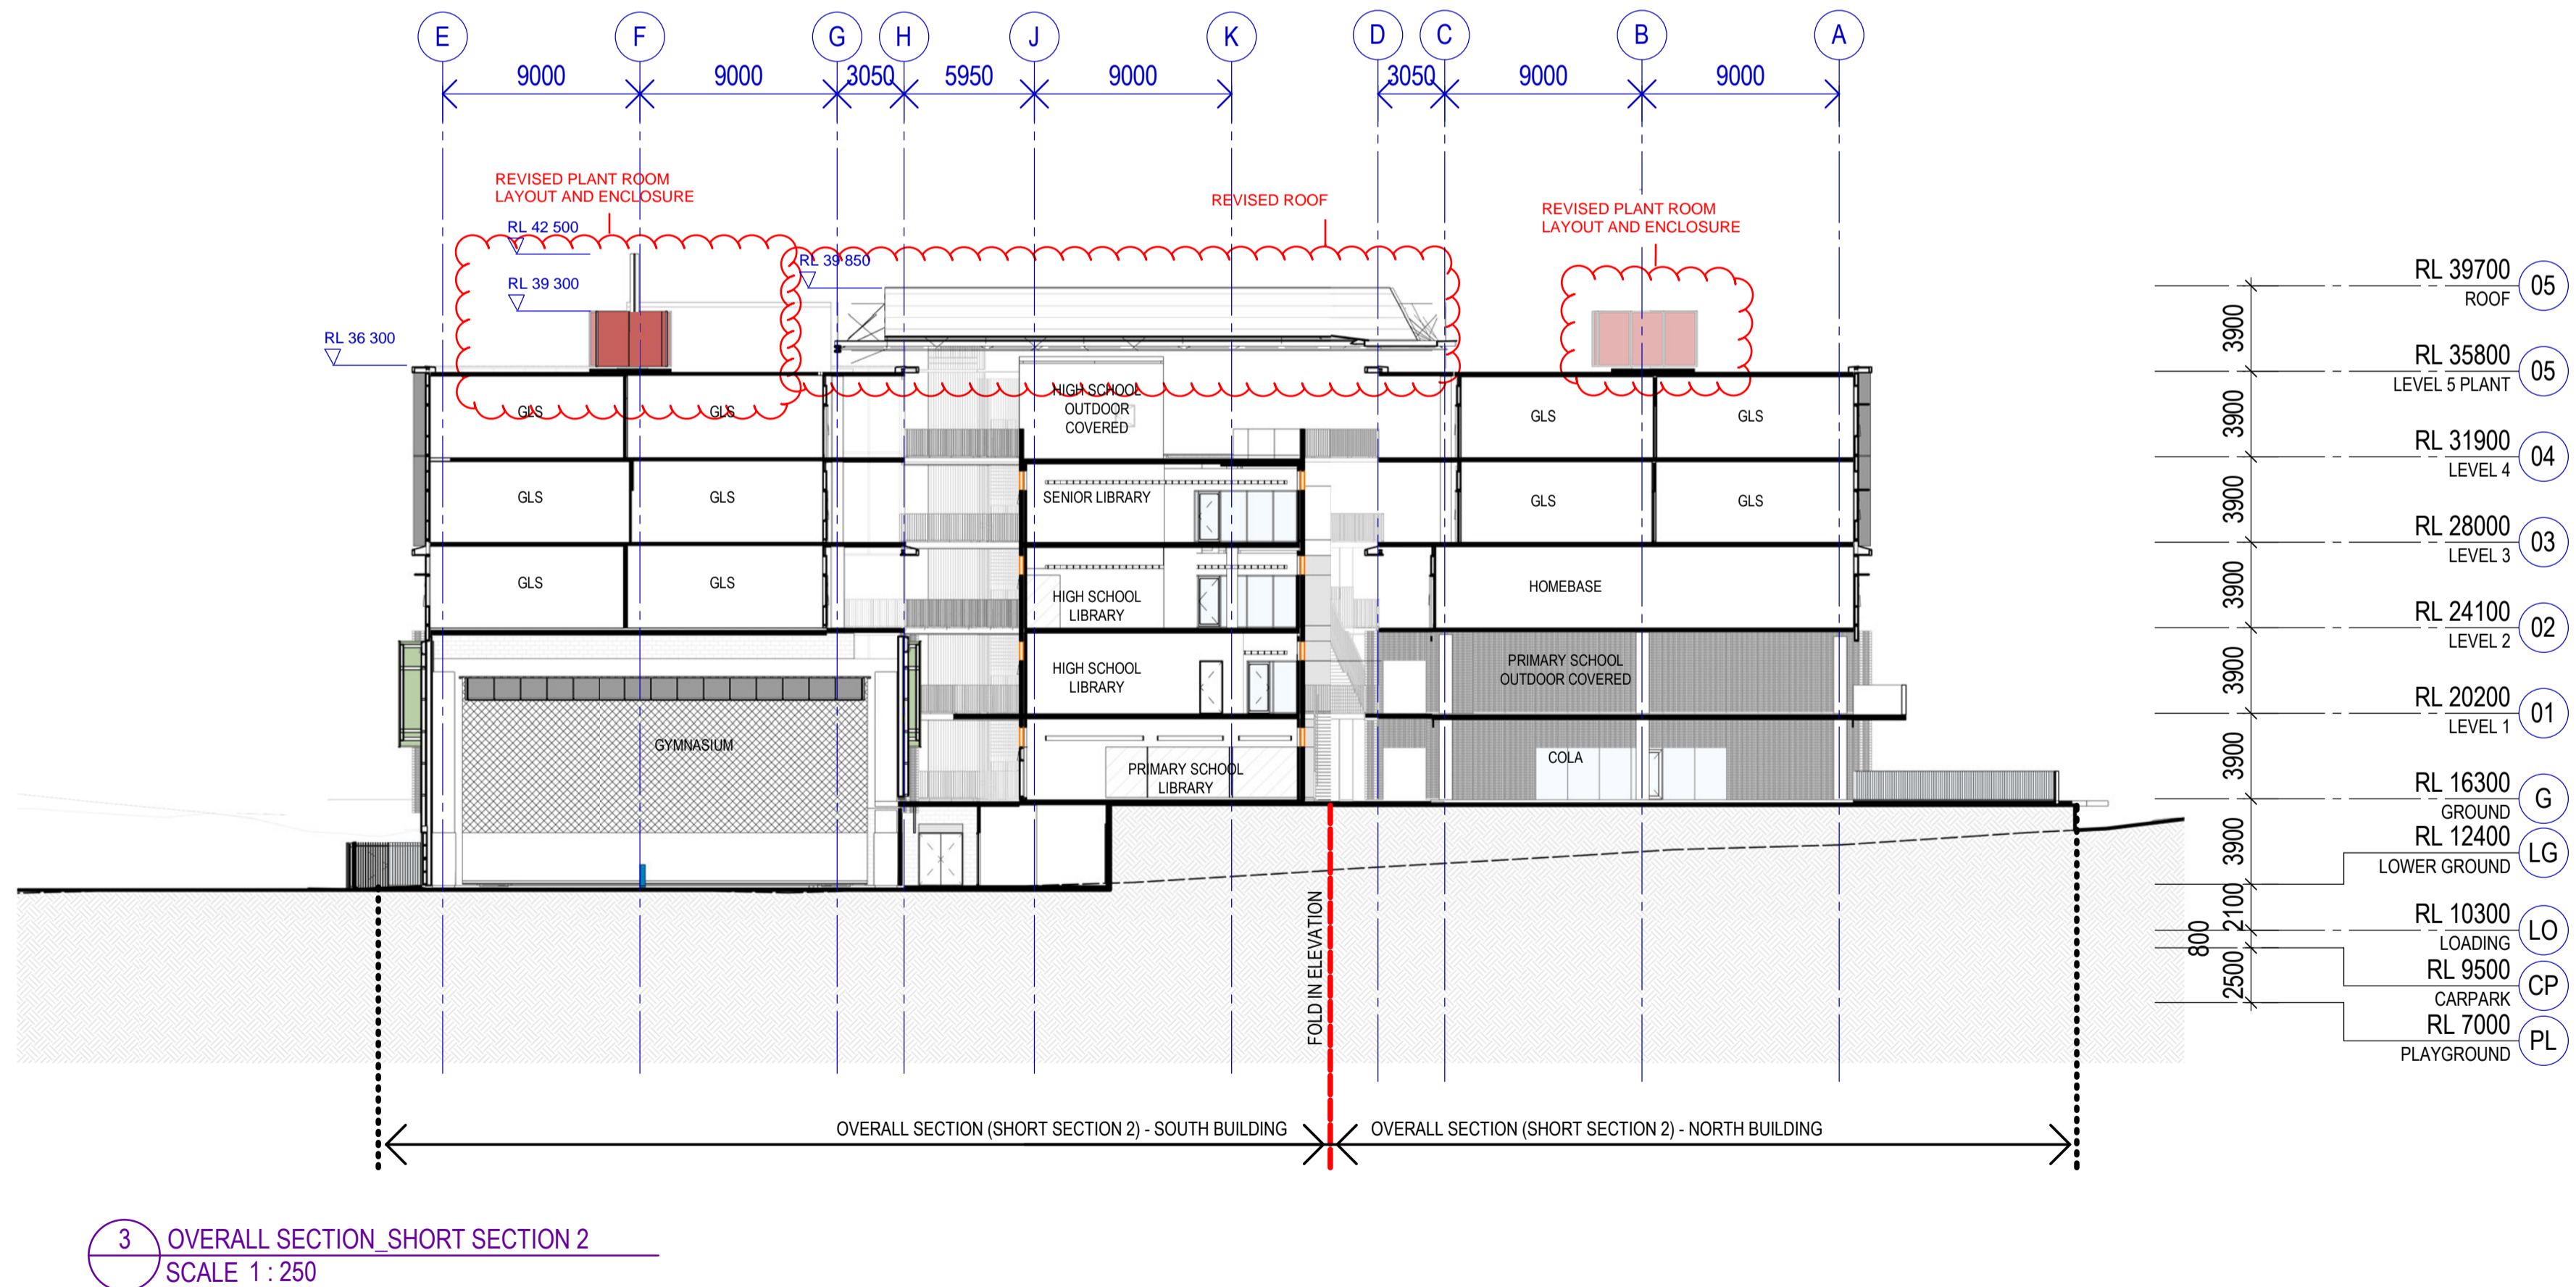 E F G H J K D C B A
9000 9000 3050 5950 9000 3050 9000 9000
REVISED PLANT ROOM
LAYOUT AND ENCLOSURE
REVISED ROOF
REVISED PLANT ROOM
LAYOUT AND ENCLOSURE
RL 42 500
RL 39 850
RL 39 300
RL 36 300
RL 39700
ROOF
05
3900
RL 35800
LEVEL 5 PLANT
05
3900
RL 31900
LEVEL 4
04
3900
RL 28000
LEVEL 3
03
3900
RL 24100
LEVEL 2
02
3900
RL 20200
LEVEL 1
01
3900
RL 16300
GROUND
G
3900
RL 12400
LOWER GROUND
LG
2100
RL 10300
LOADING
LO
800
RL 9500
CARPARK
CP
2500
RL 7000
PLAYGROUND
PL
GLS GLS
HIGH SCHOOL
OUTDOOR
COVERED
GLS GLS
GLS GLS
SENIOR LIBRARY
GLS GLS
GLS GLS
HIGH SCHOOL
LIBRARY
HOMEBASE
HIGH SCHOOL
LIBRARY
PRIMARY SCHOOL
OUTDOOR COVERED
GYMNASIUM
PRIMARY SCHOOL
LIBRARY
COLA
FOLD IN ELEVATION
OVERALL SECTION (SHORT SECTION 2) - SOUTH BUILDING
OVERALL SECTION (SHORT SECTION 2) - NORTH BUILDING
3
OVERALL SECTION_SHORT SECTION 2
SCALE 1 : 250